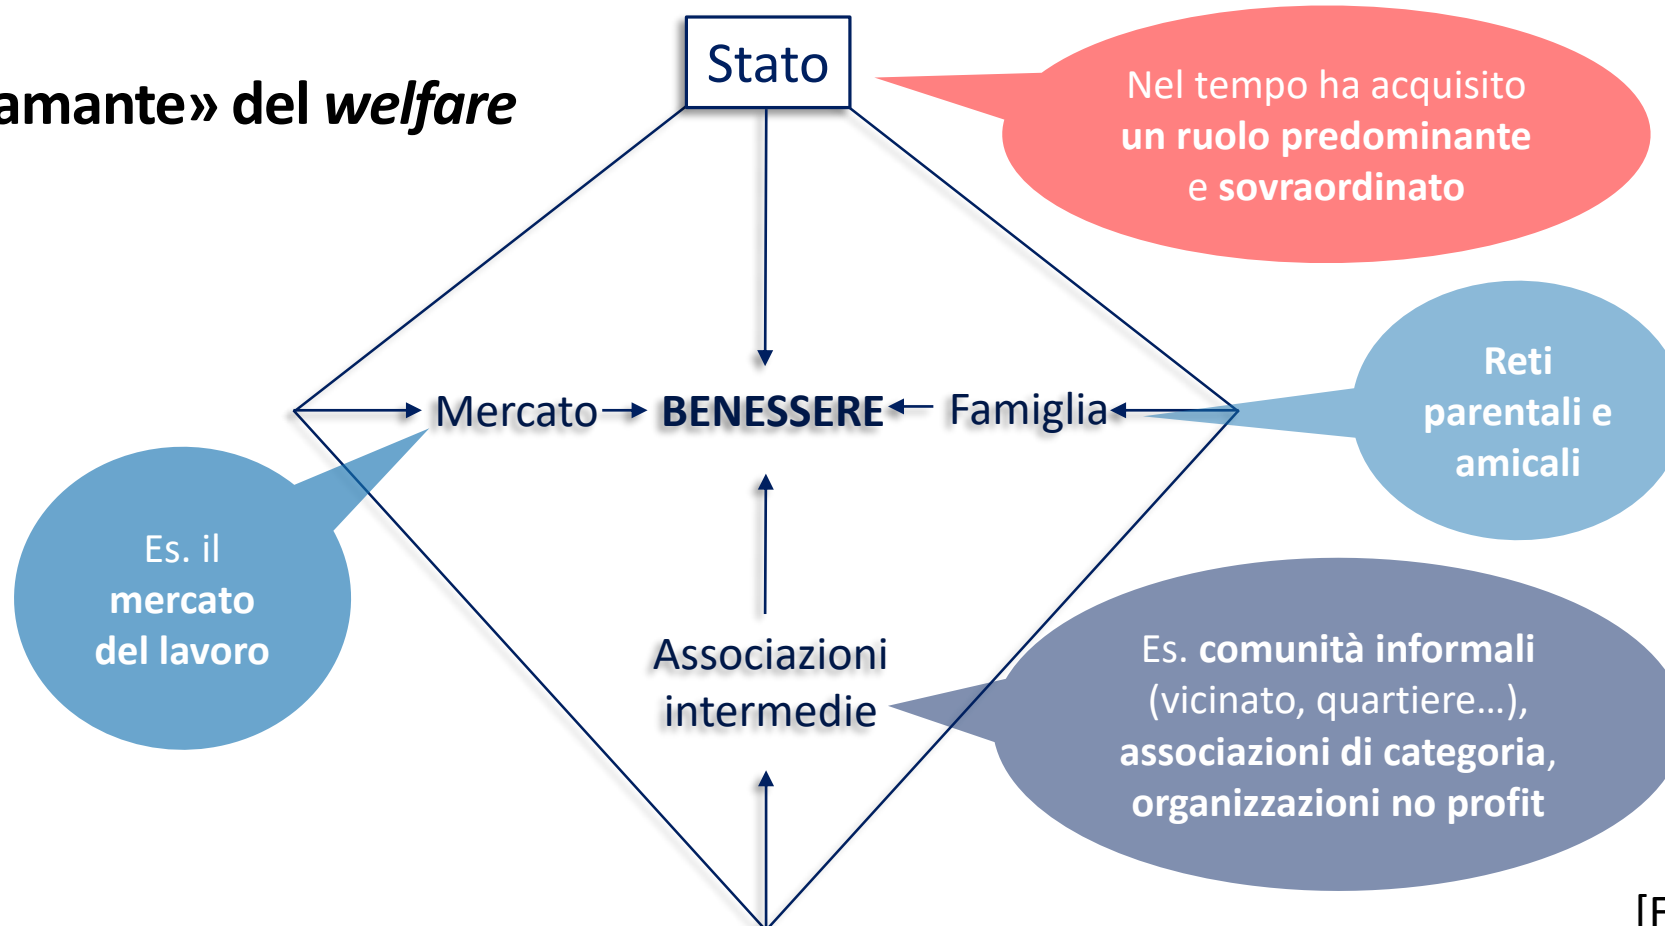 amante» del welfare
Stato
Nel tempo ha acquisito
un ruolo predominante
e sovraordinato
Mercato
BENESSERE
Famiglia
Reti
parentali e
amicali
Es. il
mercato
del lavoro
Associazioni
intermedie
Es. comunità informali
(vicinato, quartiere…),
associazioni di categoria,
organizzazioni no profit
[F